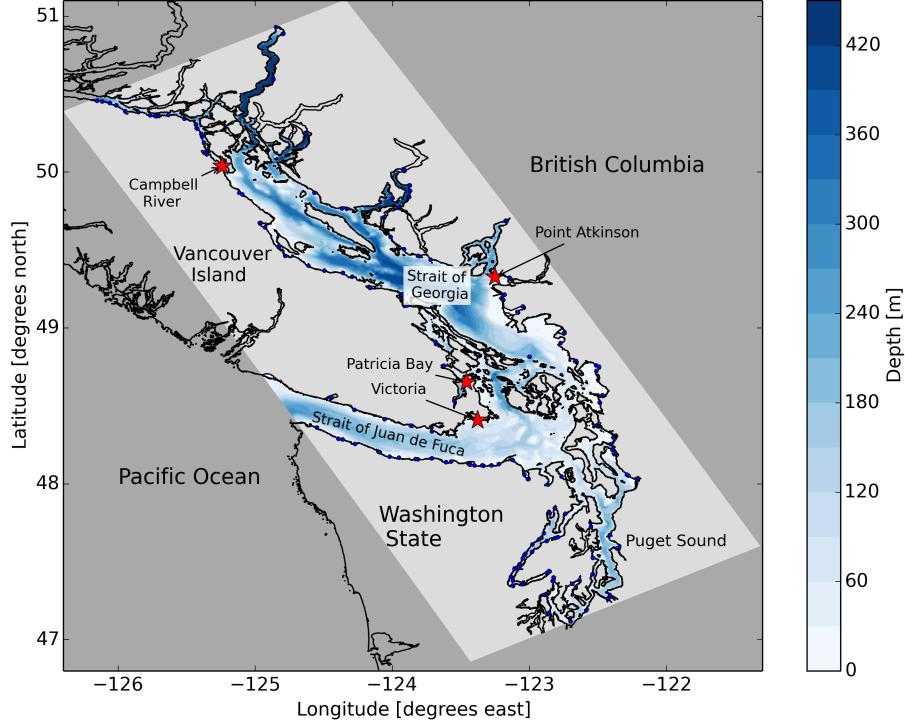 51
50
49
48
47
Latitude [degrees north]
British Columbia
Campbell
River
Point Atkinson
Vancouver
Island
Strait of
Georgia
Patricia Bay
Victoria
Strait of Juan de Fuca
Pacific Ocean
Washington
State
Puget Sound
−126
−125
−124
−123
−122
Longitude [degrees east]
420
360
300
240
180
120
60
0
Depth [m]